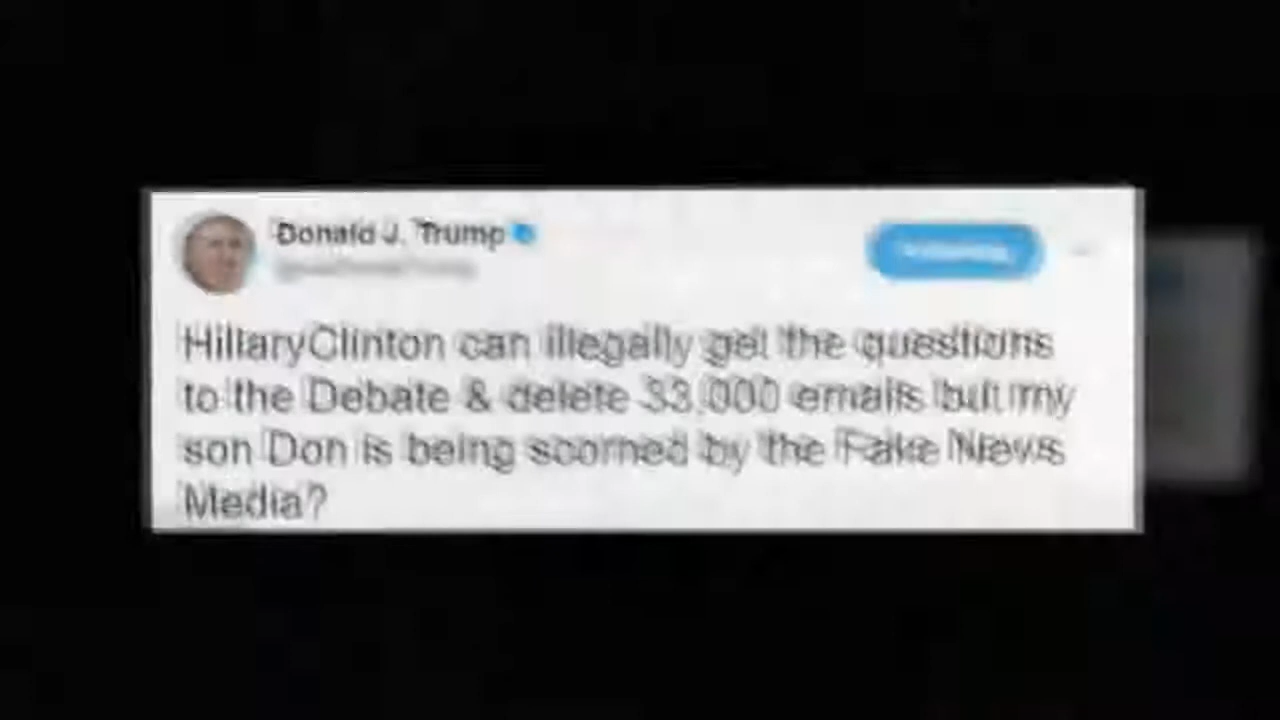 Donald J. Trump
HillaryClinton can illegally get the questions
to the Debate & delete 33,000 emails but my
son Don is being scorned by the Fake News
Media?